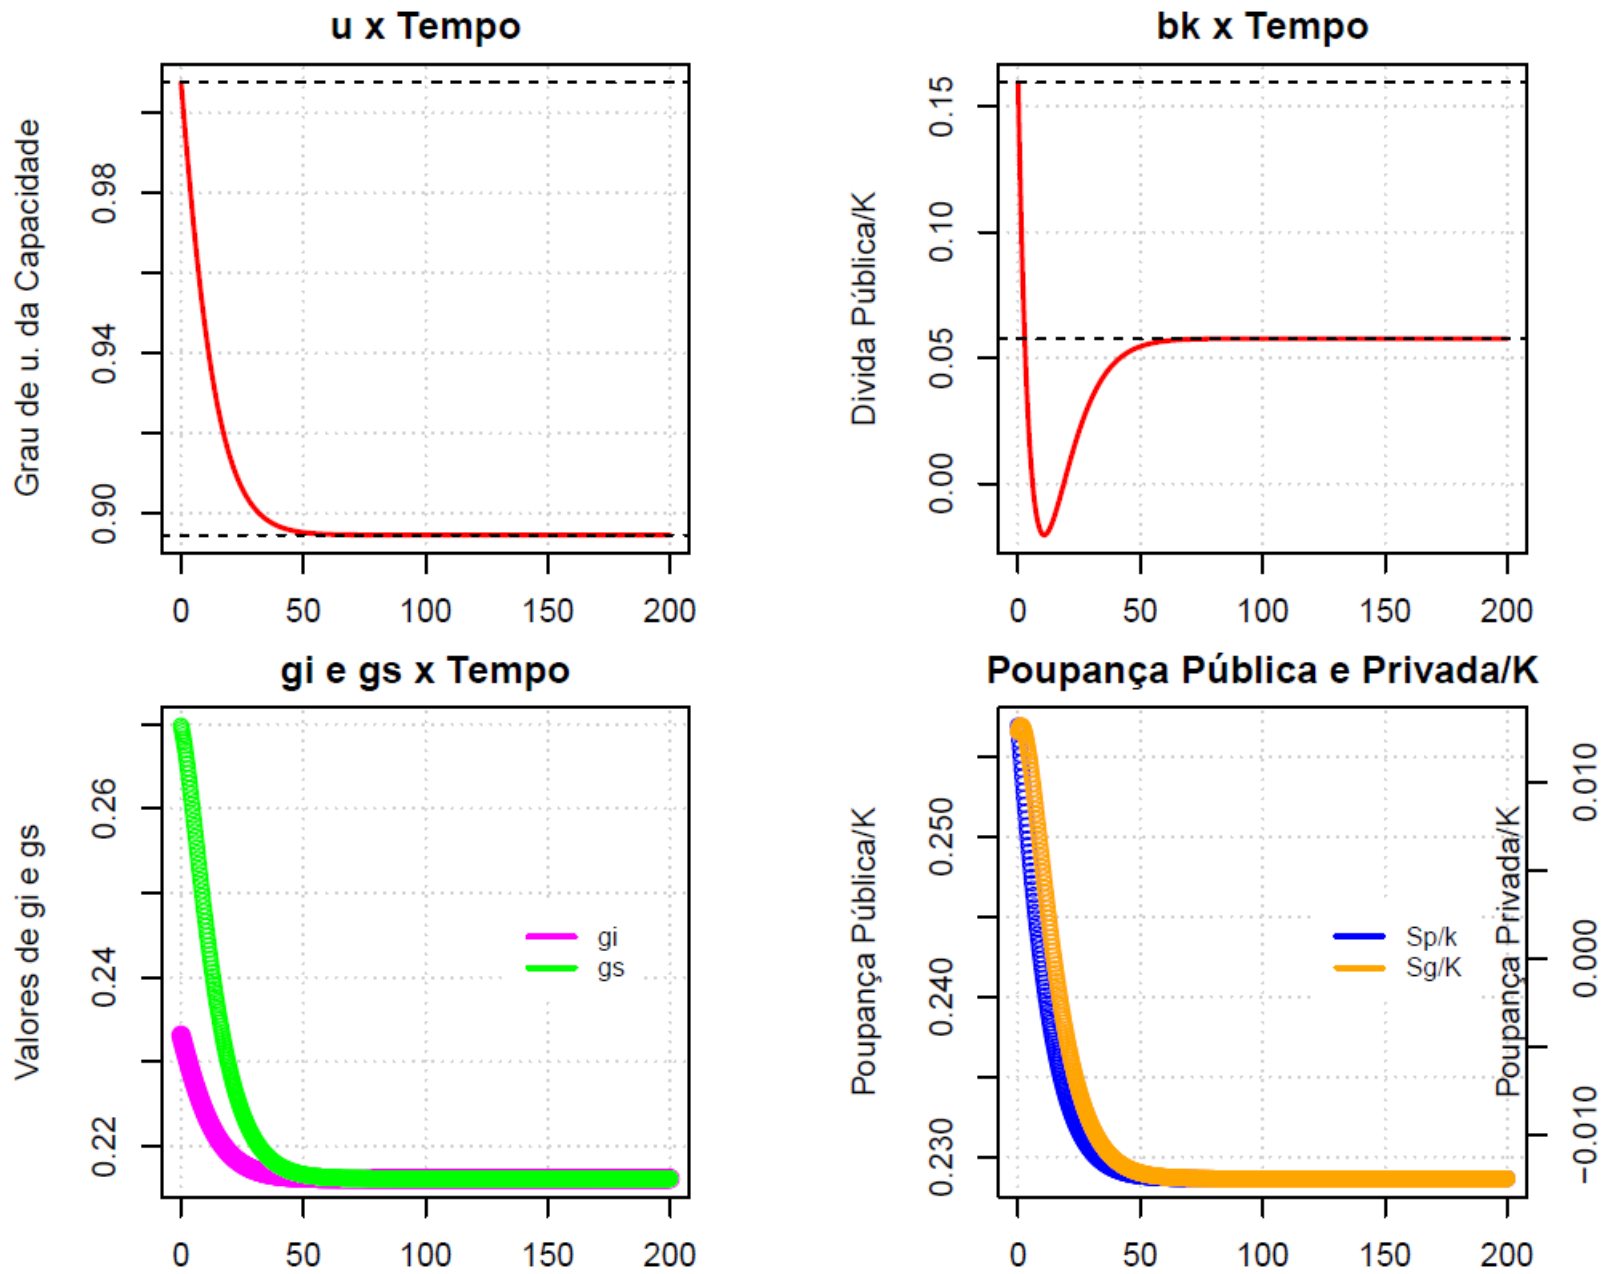 u x Tempo
Grau de u. da Capacidade
0.98
0.94
0.90
0 50 100 150 200
bk x Tempo
Divida Pública/K
0.15
0.10
0.05
0.00
0 50 100 150 200
gi e gs x Tempo
Valores de gi e gs
0.26
0.24
0.22
gi
gs
0 50 100 150 200
Poupança Pública e Privada/K
Poupança Pública/K
0.250
0.240
0.230
Sp/k
Sg/K
Poupança Privada/K
0.010
0.000
−0.010
0 50 100 150 200